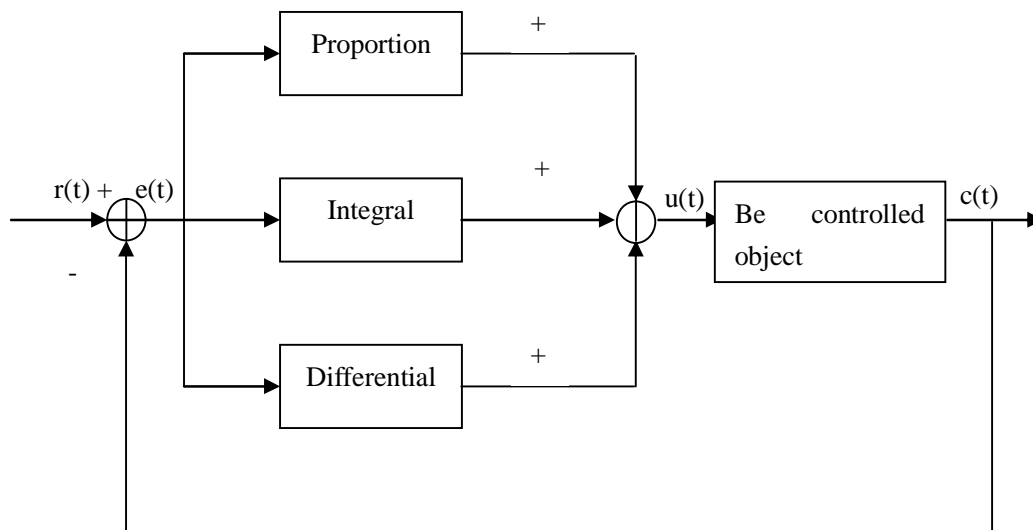 Proportion
+
r(t) +
e(t)
Integral
+
u(t)
Be controlled
object
c(t)
-
Differential
+